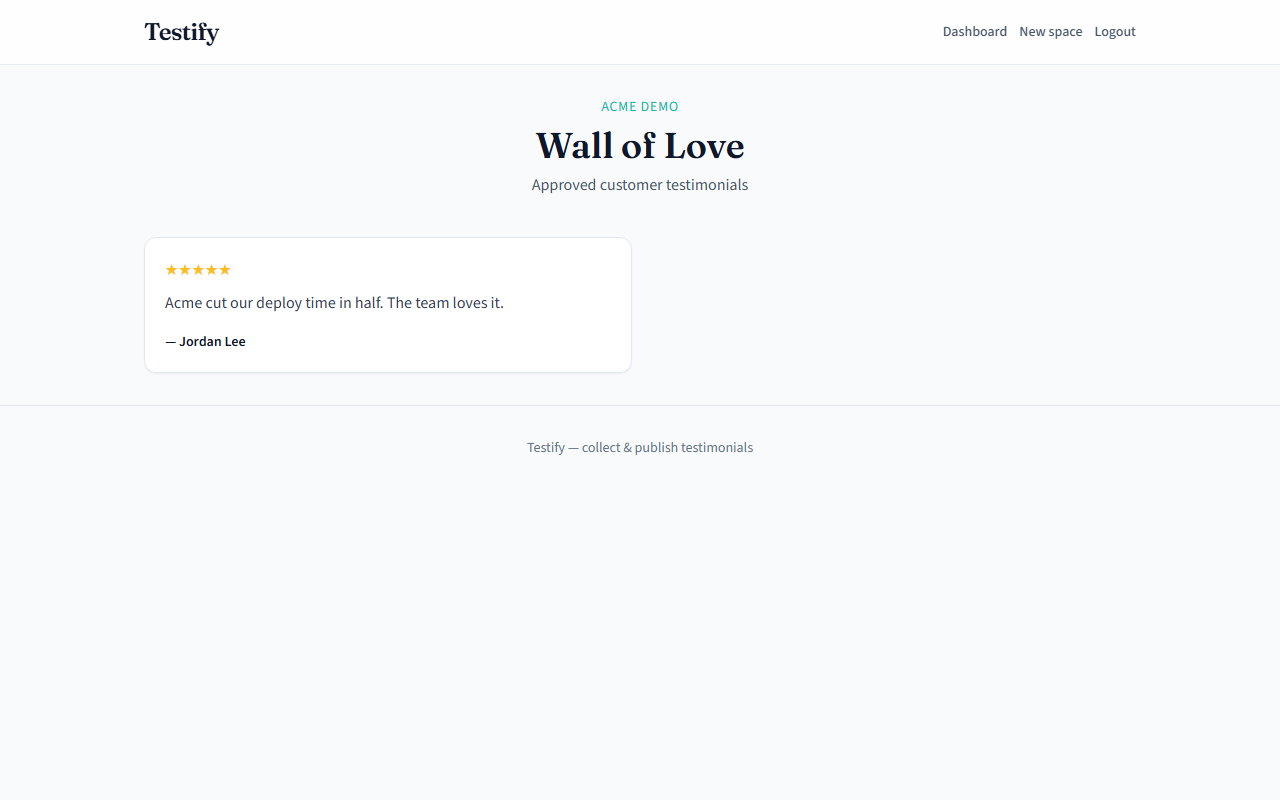 Testify
Dashboard New space Logout
ACME DEMO
Wall of Love
Approved customer testimonials
★★★★★
Acme cut our deploy time in half. The team loves it.
— Jordan Lee
Testify — collect & publish testimonials